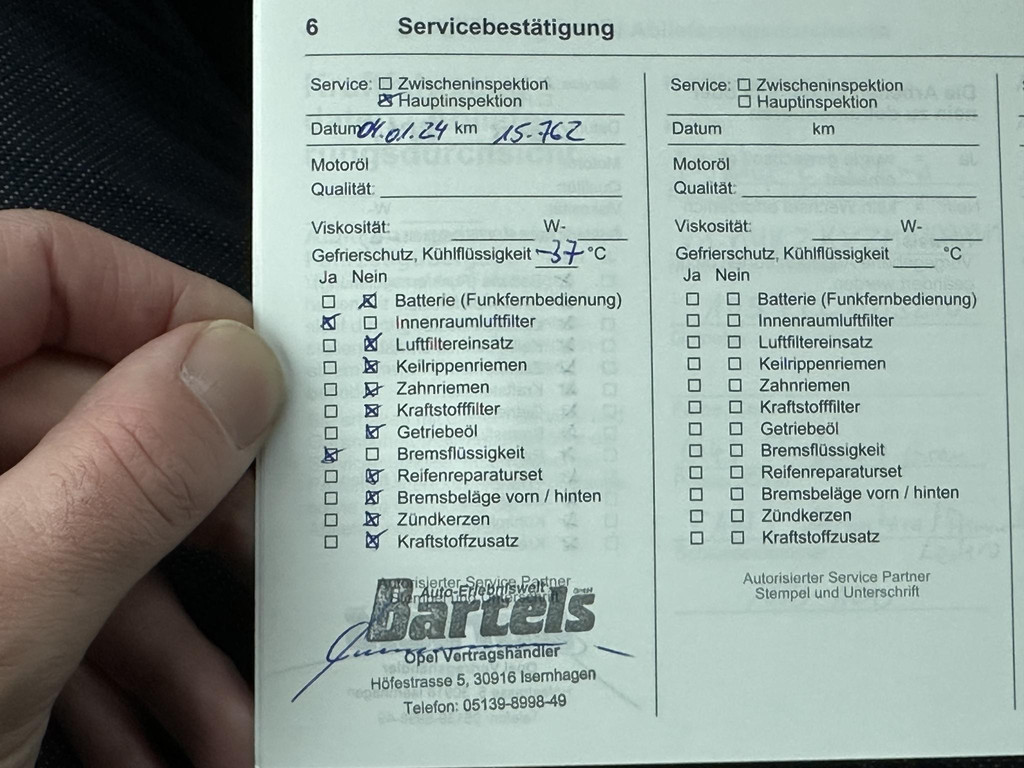 6 Servicebestätigung
Service: Zwischeninspektion
Hauptinspektion
Datum 04.01.24 km 15.762
Motoröl
Qualität:
Viskosität: W-
Gefrierschutz, Kühlflüssigkeit -37 °C
Ja Nein
Batterie (Funkfernbedienung)
Innenraumluftfilter
Luftfiltereinsatz
Keilrippenriemen
Zahnriemen
Kraftstofffilter
Getriebeöl
Bremsflüssigkeit
Reifenreparaturset
Bremsbeläge vorn / hinten
Zündkerzen
Kraftstoffzusatz
Autorisierter Service Partner
Stempel und Unterschrift
Auto-Erlebniswelt
Bartels GmbH
Opel Vertragshändler
Höfestrasse 5, 30916 Isernhagen
Telefon: 05139-8998-49
Service: Zwischeninspektion
Hauptinspektion
Datum km
Motoröl
Qualität:
Viskosität: W-
Gefrierschutz, Kühlflüssigkeit °C
Ja Nein
Batterie (Funkfernbedienung)
Innenraumluftfilter
Luftfiltereinsatz
Keilrippenriemen
Zahnriemen
Kraftstofffilter
Getriebeöl
Bremsflüssigkeit
Reifenreparaturset
Bremsbeläge vorn / hinten
Zündkerzen
Kraftstoffzusatz
Autorisierter Service Partner
Stempel und Unterschrift